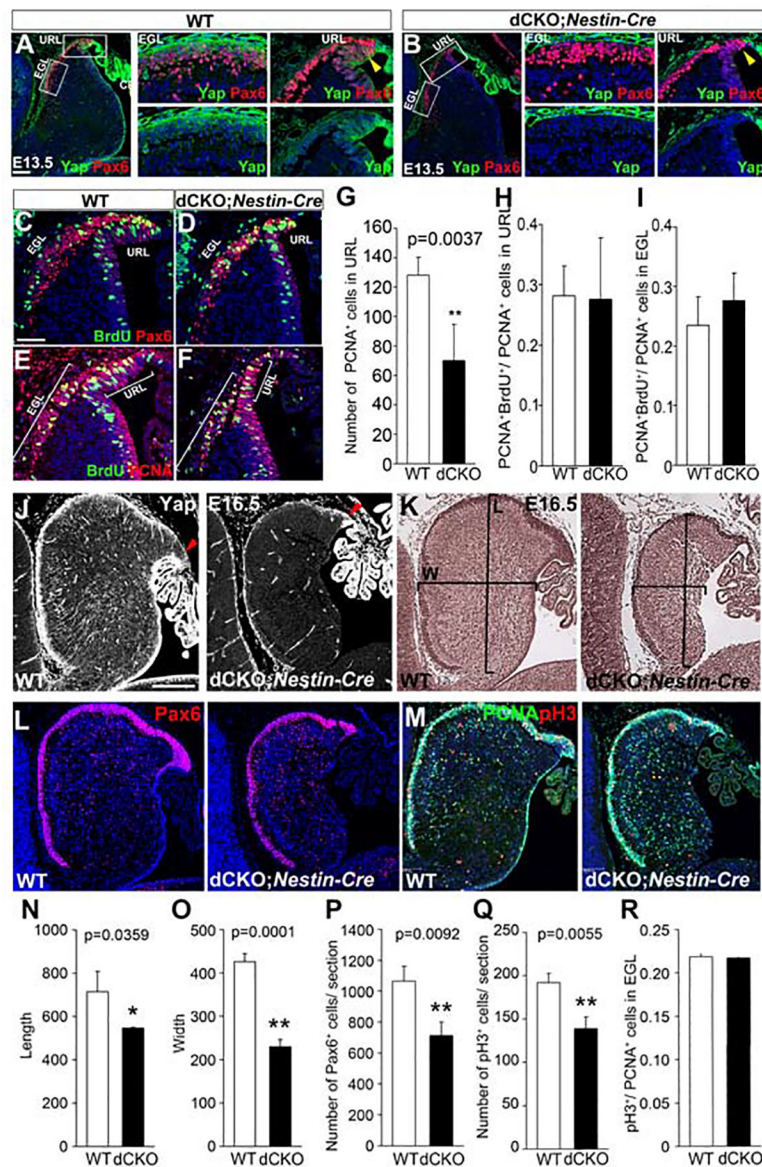 WT
dCKO;Nestin-Cre
A
URL
EGL
E13.5
Yap Pax6
EGL
Yap Pax6
Yap
URL
Yap Pax6
Yap
B
URL
EGL
E13.5
Yap Pax6
EGL
Yap Pax6
Yap
URL
Yap Pax6
Yap
WT
dCKO;Nestin-Cre
C
EGL
URL
BrdU Pax6
D
EGL
URL
E
EGL
URL
BrdU PCNA
F
EGL
URL
G
Number of PCNA+ cells in URL
p=0.0037
160
140
120
100
80
60
40
20
0
**
WT dCKO
H
PCNA+BrdU+/ PCNA+ cells in URL
0.4
0.3
0.2
0.1
0
WT dCKO
I
PCNA+BrdU+/ PCNA+ cells in EGL
0.4
0.3
0.2
0.1
0
WT dCKO
J
Yap
WT
E16.5
dCKO;Nestin-Cre
K
L
W
WT
E16.5
dCKO;Nestin-Cre
L
Pax6
WT
dCKO;Nestin-Cre
M
PCNA pH3
WT
dCKO;Nestin-Cre
N
p=0.0359
Length
1000
800
600
400
200
0
*
WT dCKO
O
p=0.0001
Width
500
400
300
200
100
0
**
WT dCKO
P
p=0.0092
Number of Pax6+ cells/ section
1400
1200
1000
800
600
400
200
0
**
WT dCKO
Q
p=0.0055
Number of pH3+ cells/ section
250
200
150
100
50
0
**
WT dCKO
R
pH3+/ PCNA+ cells in EGL
0.25
0.20
0.15
0.10
0.05
0
WT dCKO